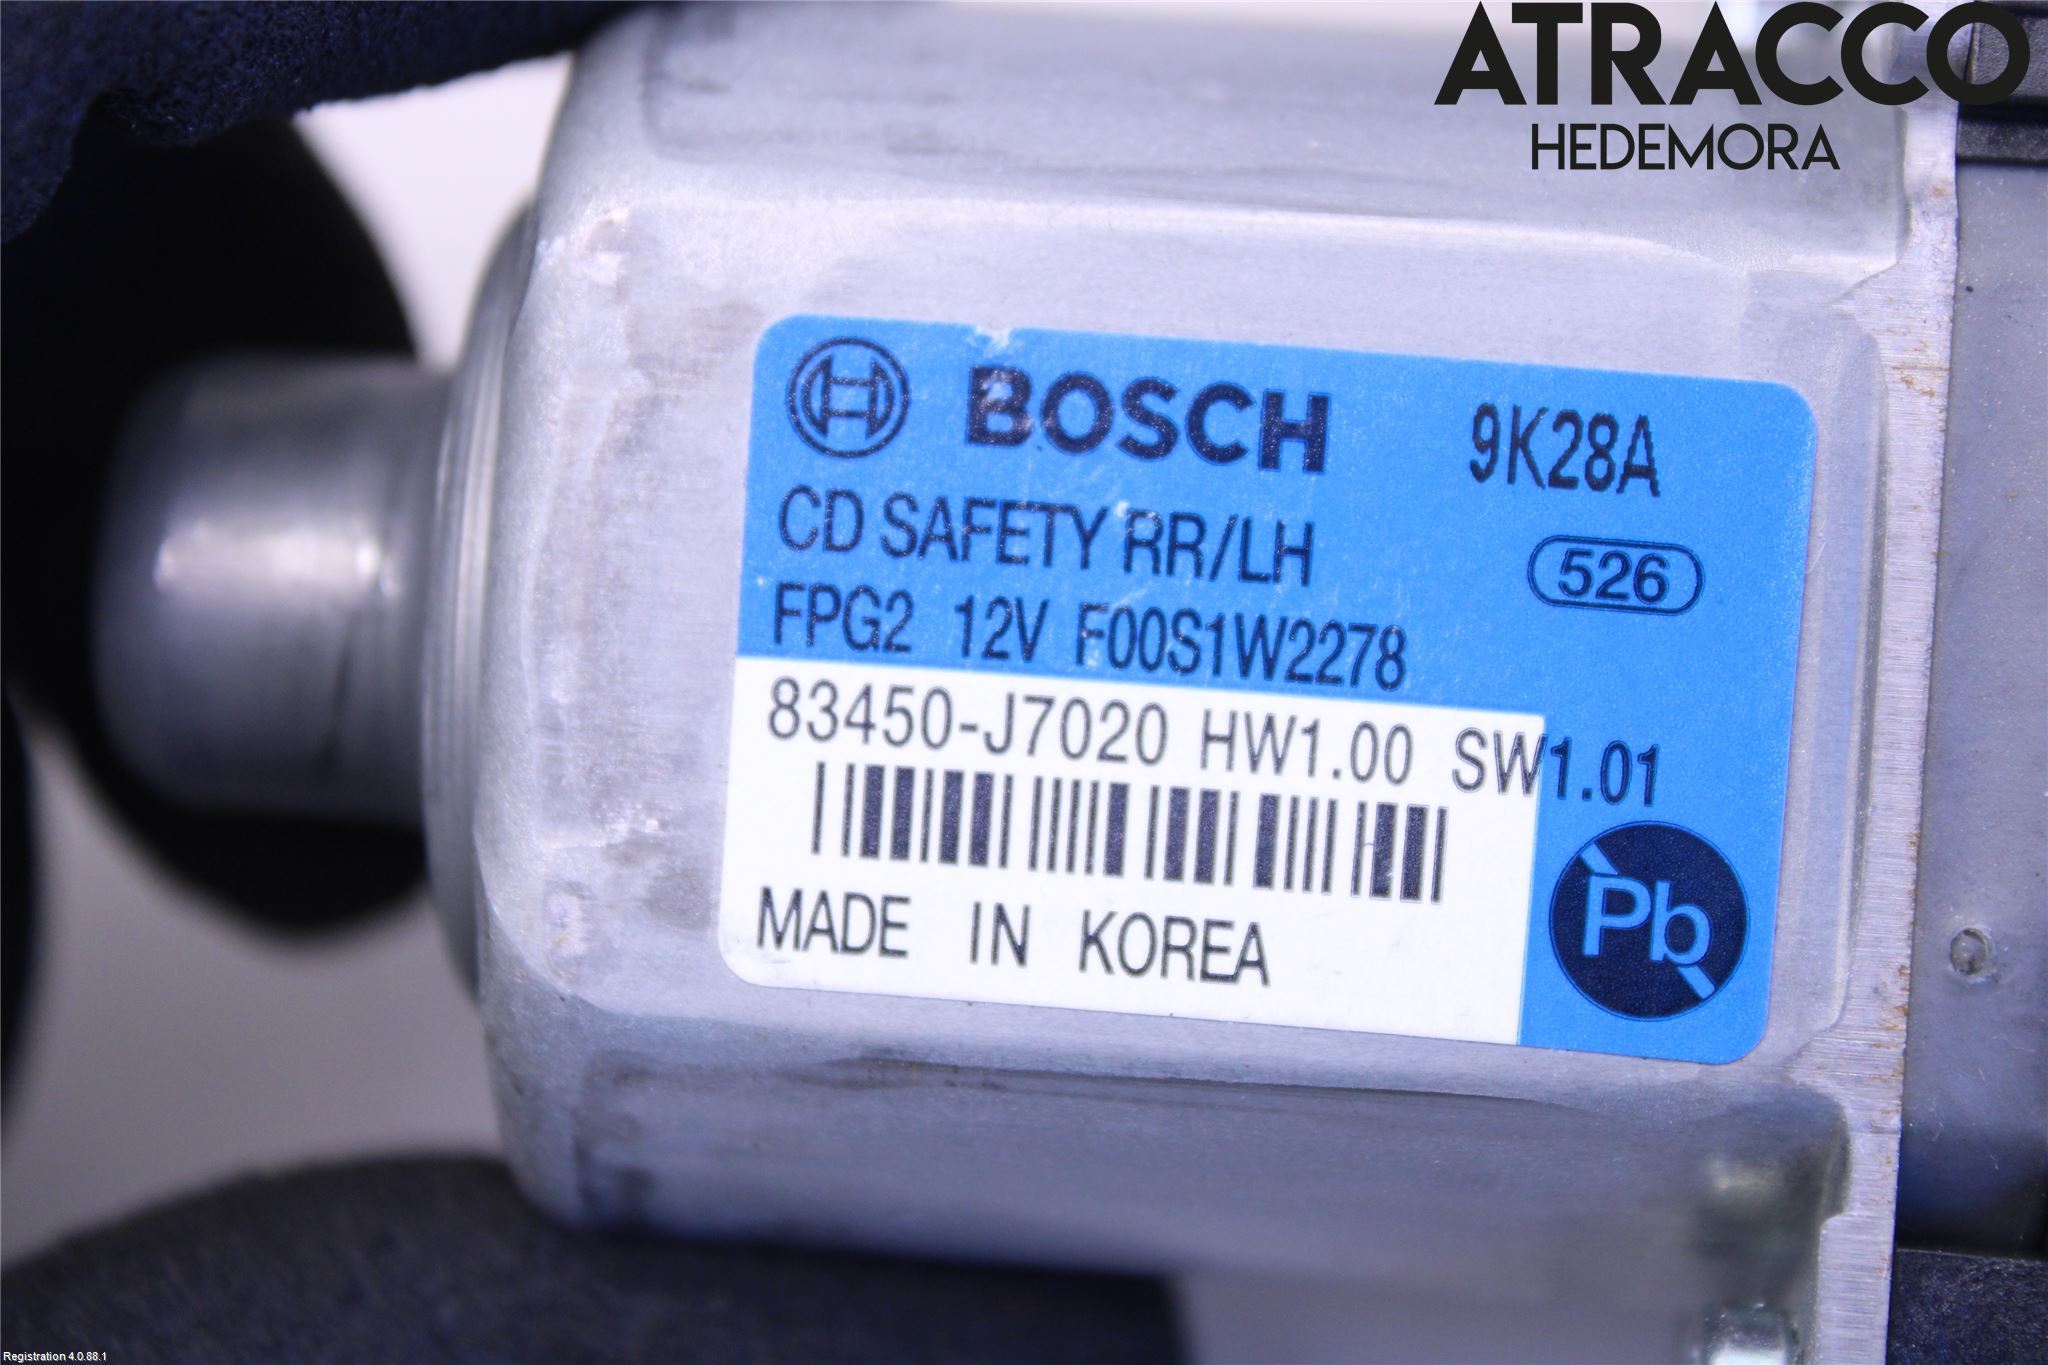 ATRACCO
HEDEMORA
BOSCH 9K28A
CD SAFETY RR/LH 526
FPG2 12V F00S1W2278
83450-J7020 HW1.00 SW1.01
Pb
MADE IN KOREA
Registration 4.0.88.1